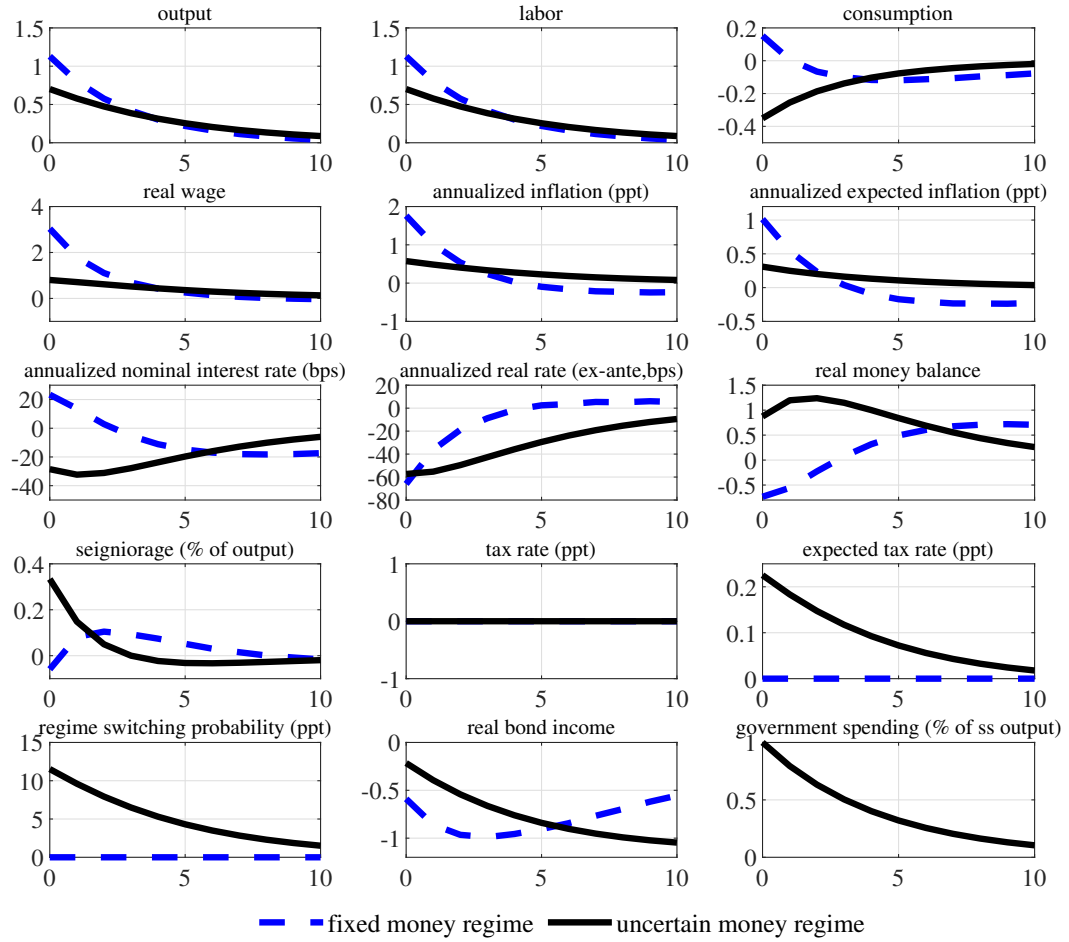 output
labor
consumption
1.5
1
0.5
0
0 5 10
1.5
1
0.5
0
0 5 10
0.2
0
-0.2
-0.4
0 5 10
real wage
annualized inflation (ppt)
annualized expected inflation (ppt)
4
2
0
0 5 10
2
1
0
-1
0 5 10
1
0.5
0
-0.5
0 5 10
annualized nominal interest rate (bps)
annualized real rate (ex-ante,bps)
real money balance
20
0
-20
-40
0 5 10
20
0
-20
-40
-60
-80
0 5 10
1.5
1.0
0.5
0
-0.5
0 5 10
seigniorage (% of output)
tax rate (ppt)
expected tax rate (ppt)
0.4
0.2
0
0 5 10
1
0
-1
0 5 10
0.2
0.1
0
0 5 10
regime switching probability (ppt)
real bond income
government spending (% of ss output)
15
10
5
0
0 5 10
0
-0.5
-1
0 5 10
1
0.5
0
0 5 10
fixed money regime
uncertain money regime